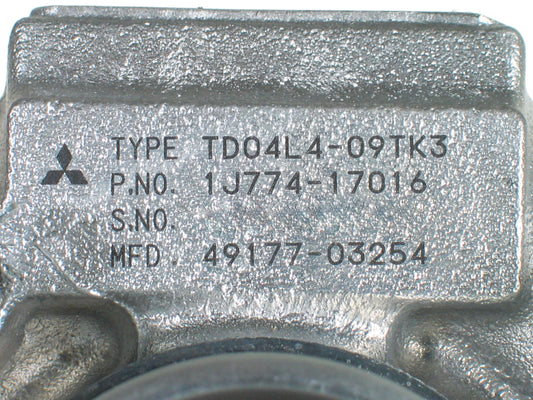 TYPE TD04L4-09TK3
P.NO. 1J774-17016
S.NO.
MFD. 49177-03254